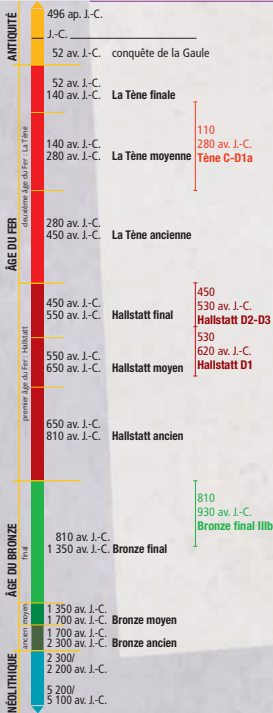 ANTIQUITÉ
496 ap. J.-C.
J.-C.
52 av. J.-C. conquête de la Gaule
ÂGE DU FER
deuxième âge du Fer : La Tène
52 av. J.-C.
140 av. J.-C. La Tène finale
110
280 av. J.-C.
Tène C-D1a
140 av. J.-C.
280 av. J.-C. La Tène moyenne
280 av. J.-C.
450 av. J.-C. La Tène ancienne
premier âge du Fer : Hallstatt
450 av. J.-C.
550 av. J.-C. Hallstatt final
450
530 av. J.-C.
Hallstatt D2-D3
530
620 av. J.-C.
Hallstatt D1
550 av. J.-C.
650 av. J.-C. Hallstatt moyen
650 av. J.-C.
810 av. J.-C. Hallstatt ancien
ÂGE DU BRONZE
final
810
930 av. J.-C.
Bronze final IIIb
810 av. J.-C.
1 350 av. J.-C. Bronze final
moyen
1 350 av. J.-C.
1 700 av. J.-C. Bronze moyen
ancien
1 700 av. J.-C.
2 300 av. J.-C. Bronze ancien
NÉOLITHIQUE
2 300/
2 200 av. J.-C.
5 200/
5 100 av. J.-C.